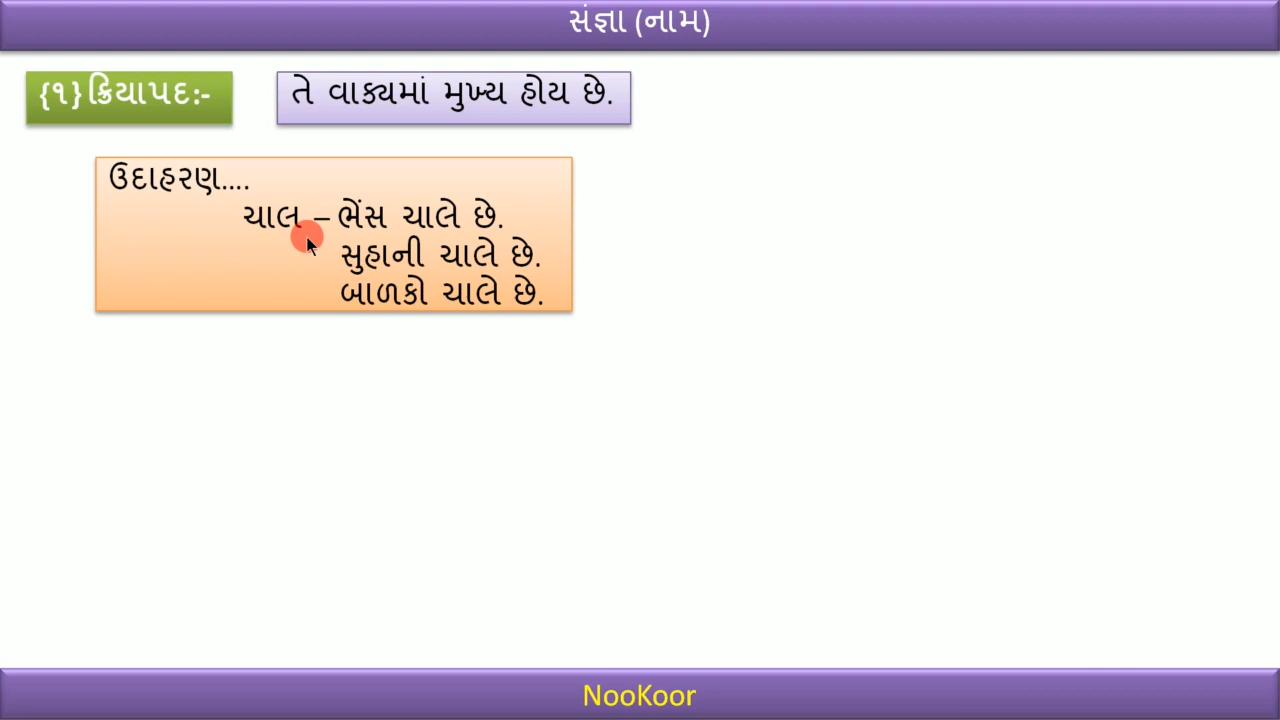 સંજ્ઞા (નામ)
{૧}ક્રિયાપદ:- તે વાક્યમાં મુખ્ય હોય છે.
ઉદાહરણ....
ચાલ – ભેંસ ચાલે છે.
સુહાની ચાલે છે.
બાળકો ચાલે છે.
NooKoor